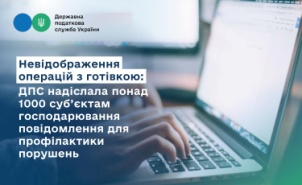 Державна
податкова
служба України
Невідображення
операцій з готівкою:
ДПС надіслала понад
1000 суб'єктам
господарювання
повідомлення для
профілактики
порушень